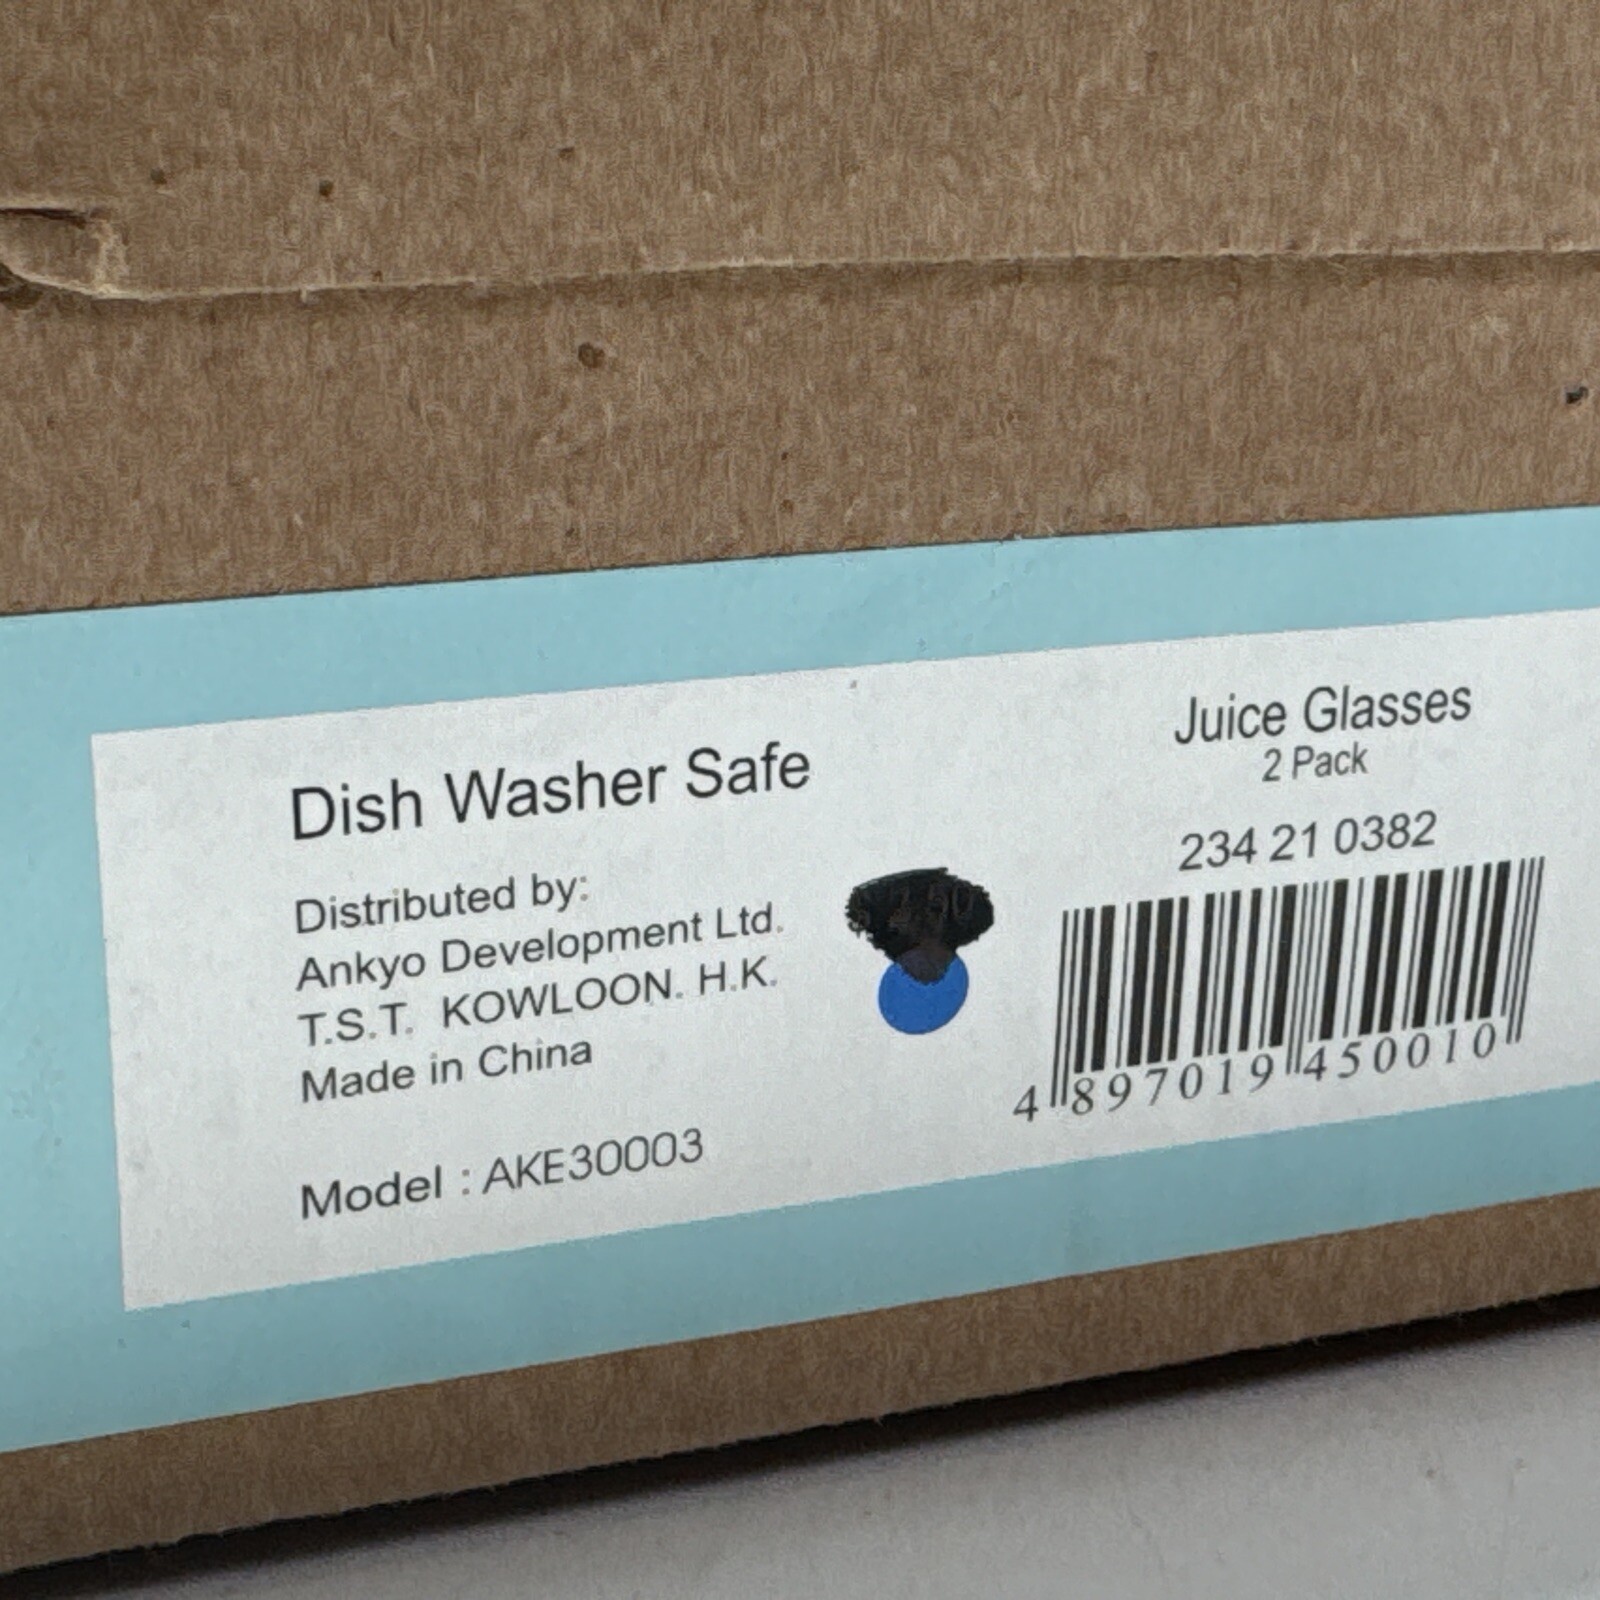 Dish Washer Safe
Distributed by:
Ankyo Development Ltd.
T.S.T. KOWLOON. H.K.
Made in China
Model : AKE30003
Juice Glasses
2 Pack
234 21 0382
4 897019 450010